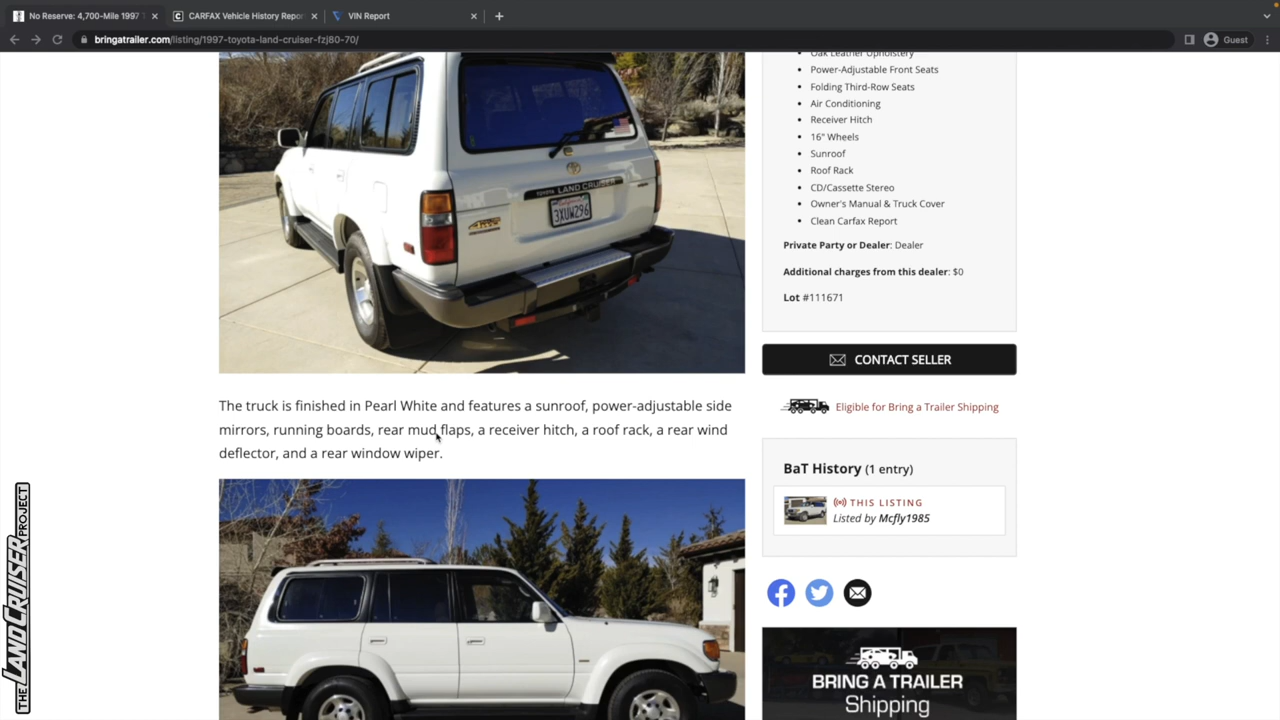 No Reserve: 4,700-Mile 1997 T
CARFAX Vehicle History Repor
VIN Report
bringatrailer.com/listing/1997-toyota-land-cruiser-fzj80-70/
Guest
Oak Leather Upholstery
Power-Adjustable Front Seats
Folding Third-Row Seats
Air Conditioning
Receiver Hitch
16" Wheels
Sunroof
Roof Rack
CD/Cassette Stereo
Owner's Manual & Truck Cover
Clean Carfax Report
Private Party or Dealer: Dealer
Additional charges from this dealer: $0
Lot #111671
TOYOTA LAND CRUISER
3XUW296
CONTACT SELLER
Eligible for Bring a Trailer Shipping
The truck is finished in Pearl White and features a sunroof, power-adjustable side
mirrors, running boards, rear mud flaps, a receiver hitch, a roof rack, a rear wind
deflector, and a rear window wiper.
BaT History (1 entry)
THIS LISTING
Listed by Mcfly1985
BRING A TRAILER
Shipping
THE LAND CRUISER PROJECT